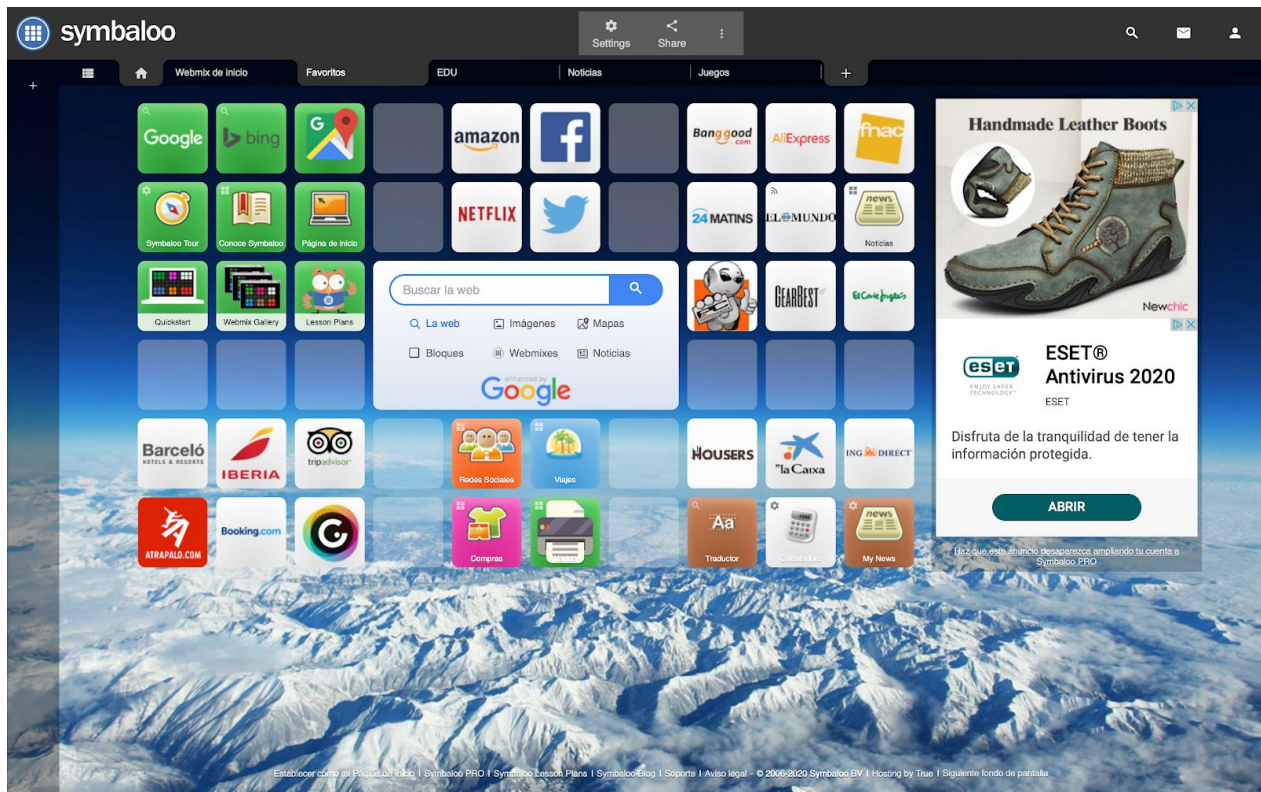 symbaloo
Settings
Share
Webmix de inicio
Favoritos
EDU
Noticias
Juegos
Google
bing
G
amazon
Banggood
.com
AliExpress
fnac
Symbaloo Tour
Conoce Symbaloo
Página de inicio
NETFLIX
24 MATINS
EL MUNDO
news
Noticias
Quickstart
Webmix Gallery
Lesson Plans
Buscar la web
La web
Imágenes
Mapas
Bloques
Webmixes
Noticias
enhanced by
Google
GEARBEST
El Corte Inglés
Barceló
HOTELS & RESORTS
IBERIA
tripadvisor
Redes Sociales
Viajes
HOUSERS
"la Caixa
ING DIRECT
ATRAPALO.COM
Booking.com
Compras
Aa
Traductor
Calculadora
news
My News
Handmade Leather Boots
Newchic
eset
ENJOY SAFER
TECHNOLOGY™
ESET®
Antivirus 2020
ESET
Disfruta de la tranquilidad de tener la
información protegida.
ABRIR
Haz que este anuncio desaparezca ampliando tu cuenta a
Symbaloo PRO
Establecer como mi Página de Inicio | Symbaloo PRO | Symbaloo Lesson Plans | Symbaloo Blog | Soporte | Aviso legal - © 2006-2020 Symbaloo BV | Hosting by True | Siguiente fondo de pantalla